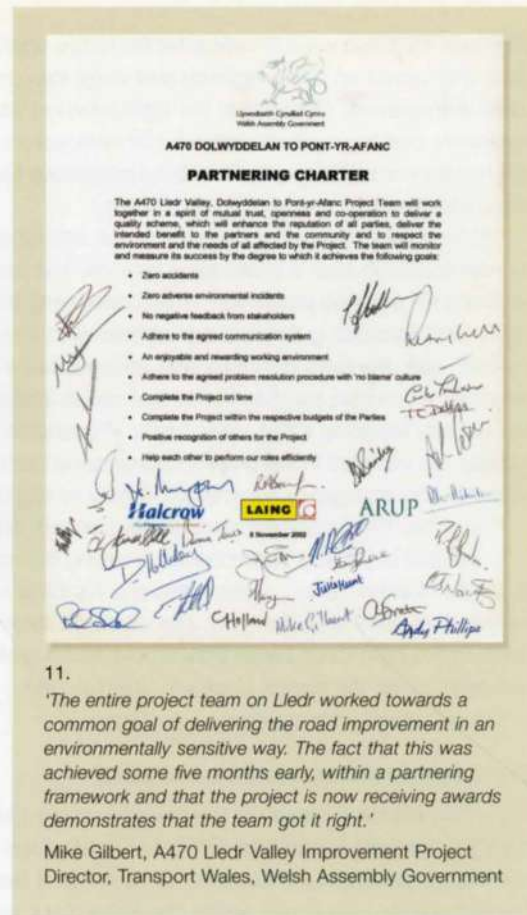 Llywodraeth Cynulliad Cymru
Welsh Assembly Government
A470 DOLWYDDELAN TO PONT-YR-AFANC
PARTNERING CHARTER
The A470 Lledr Valley, Dolwyddelan to Pont-yr-Afanc Project Team will work
together in a spirit of mutual trust, openness and co-operation to deliver a
quality scheme, which will enhance the reputation of all parties, deliver the
intended benefit to the partners and the community and to respect the
environment and the needs of all affected by the Project. The team will monitor
and measure its success by the degree to which it achieves the following goals:
• Zero accidents
• Zero adverse environmental incidents
• No negative feedback from stakeholders
• Adhere to the agreed communication system
• An enjoyable and rewarding working environment
• Adhere to the agreed problem resolution procedure with 'no blame' culture
• Complete the Project on time
• Complete the Project within the respective budgets of the Parties
• Positive recognition of others for the Project
• Help each other to perform our roles efficiently
Halcrow
LAING
ARUP
November 2002
D. Holladay
Julie Hunt
C Holland
Mike Gilbert
Andy Phillips
11.
'The entire project team on Lledr worked towards a
common goal of delivering the road improvement in an
environmentally sensitive way. The fact that this was
achieved some five months early, within a partnering
framework and that the project is now receiving awards
demonstrates that the team got it right.'
Mike Gilbert, A470 Lledr Valley Improvement Project
Director, Transport Wales, Welsh Assembly Government